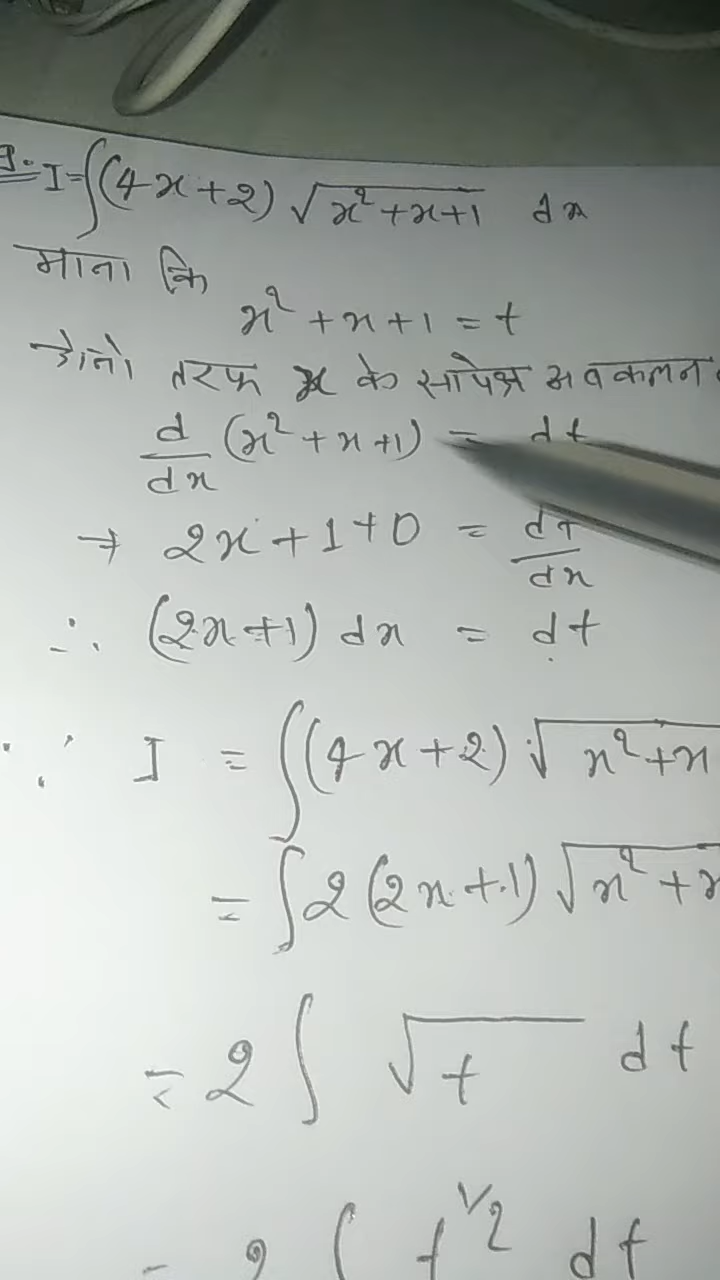 I = ∫(4x+2) √x²+x+1 dx
माना कि
x² + x + 1 = t
दोनो तरफ x के सापेक्ष अवकलन
d/dx (x² + x + 1) = dt
→ 2x + 1 + 0 = dt/dx
∴ (2x+1) dx = dt
∵ I = ∫(4x+2) √x²+x
= ∫2(2x+1) √x²+x
= 2 ∫ √t dt
= 2 ∫ t^1/2 dt